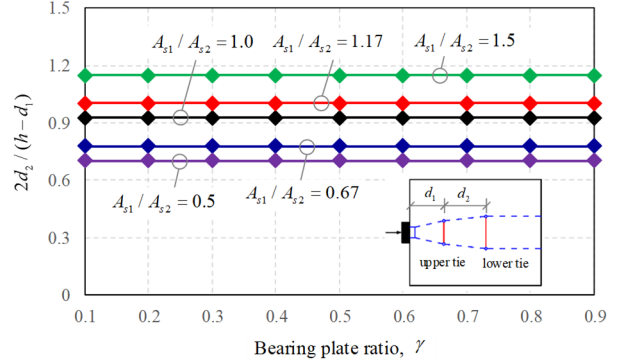 1.5
1.2
0.9
0.6
0.3
0
2d₂ / (h−d₁)
Aₛ₁ / Aₛ₂ = 1.0
Aₛ₁ / Aₛ₂ = 1.17
Aₛ₁ / Aₛ₂ = 1.5
Aₛ₁ / Aₛ₂ = 0.5
Aₛ₁ / Aₛ₂ = 0.67
d₁
d₂
upper tie
lower tie
0.1 0.2 0.3 0.4 0.5 0.6 0.7 0.8 0.9
Bearing plate ratio, γ